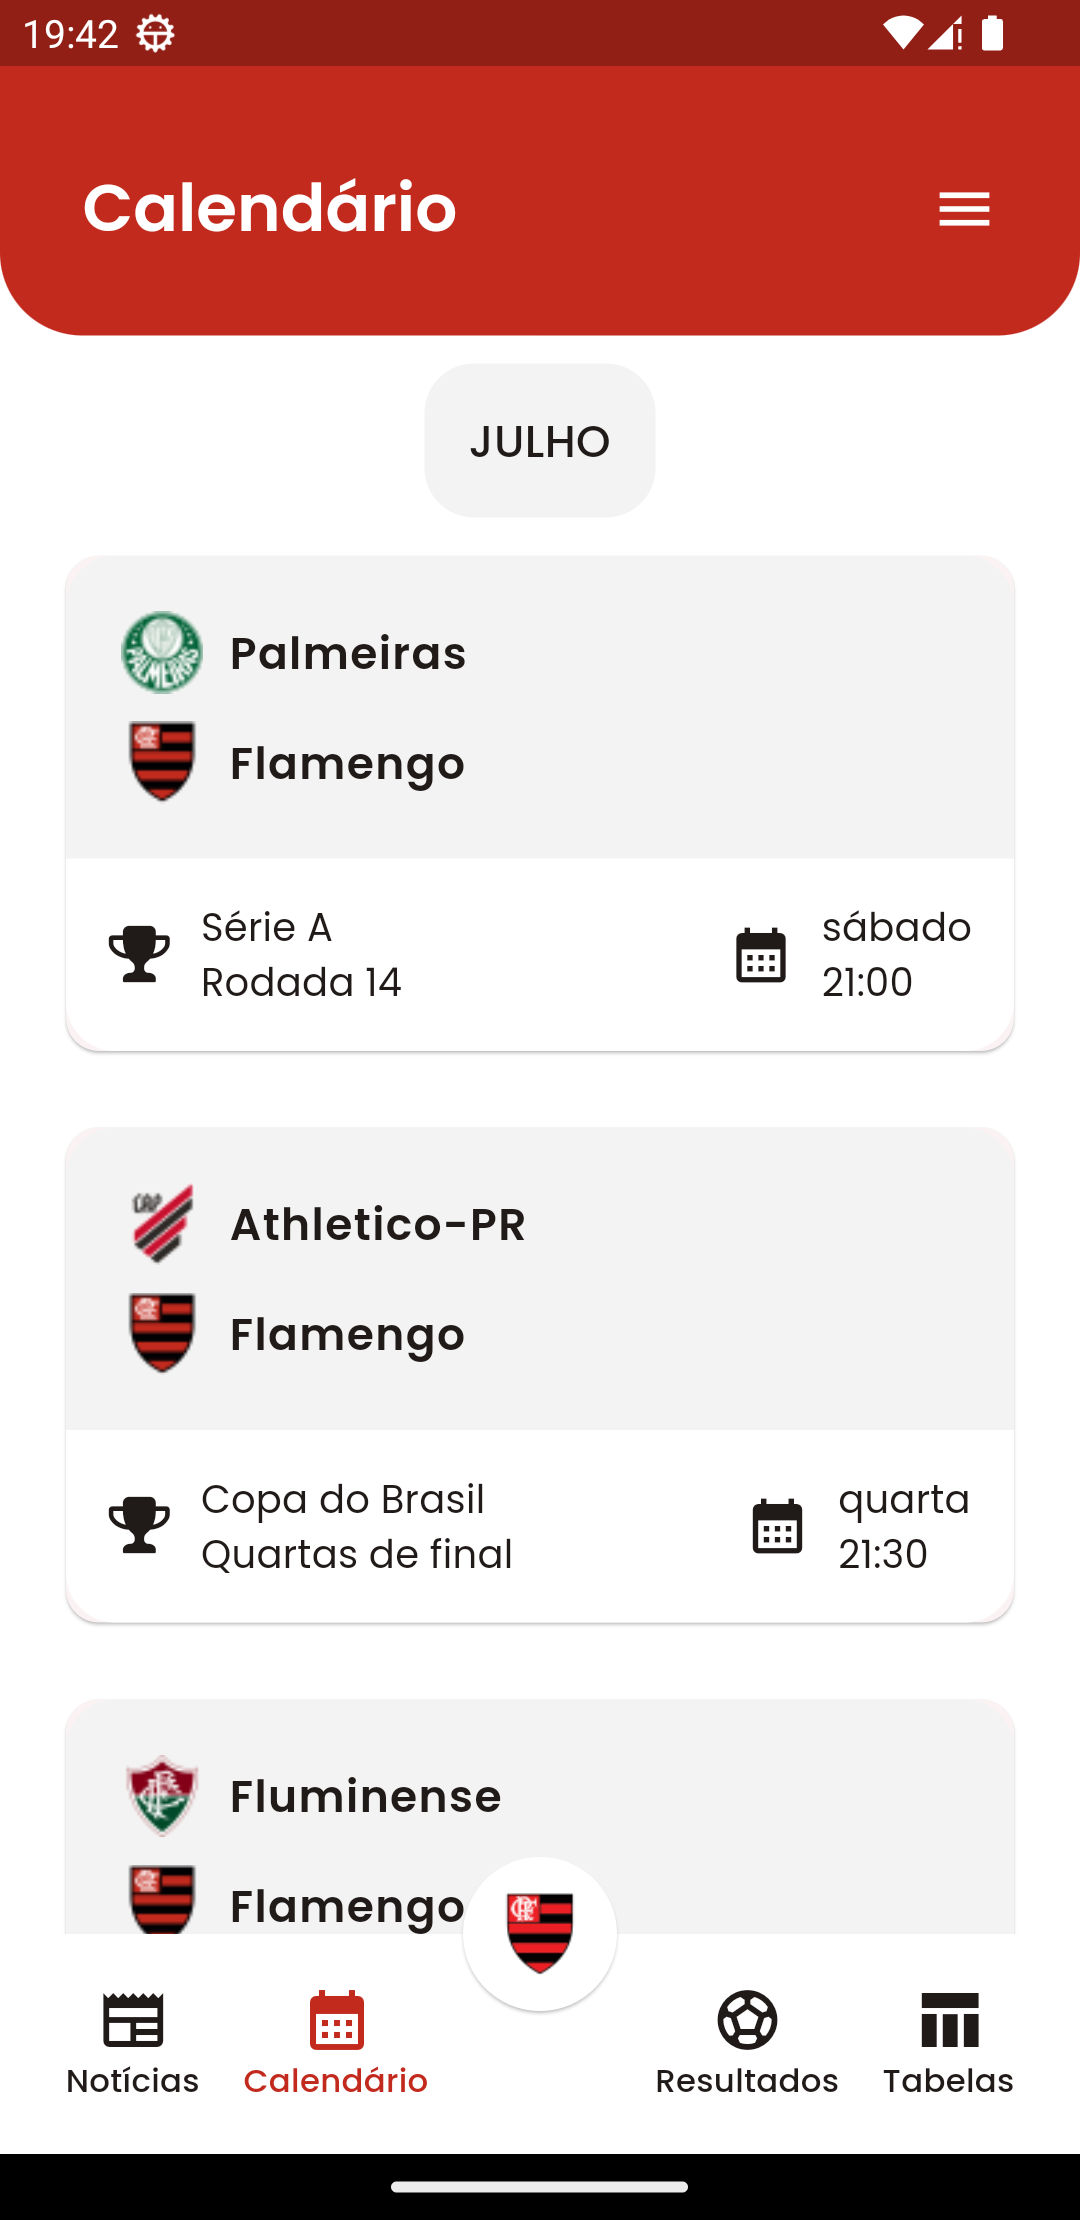 19:42
Calendário
JULHO
Palmeiras
Flamengo
Série A
Rodada 14
sábado
21:00
Athletico-PR
Flamengo
Copa do Brasil
Quartas de final
quarta
21:30
Fluminense
Flamengo
Notícias
Calendário
Resultados
Tabelas